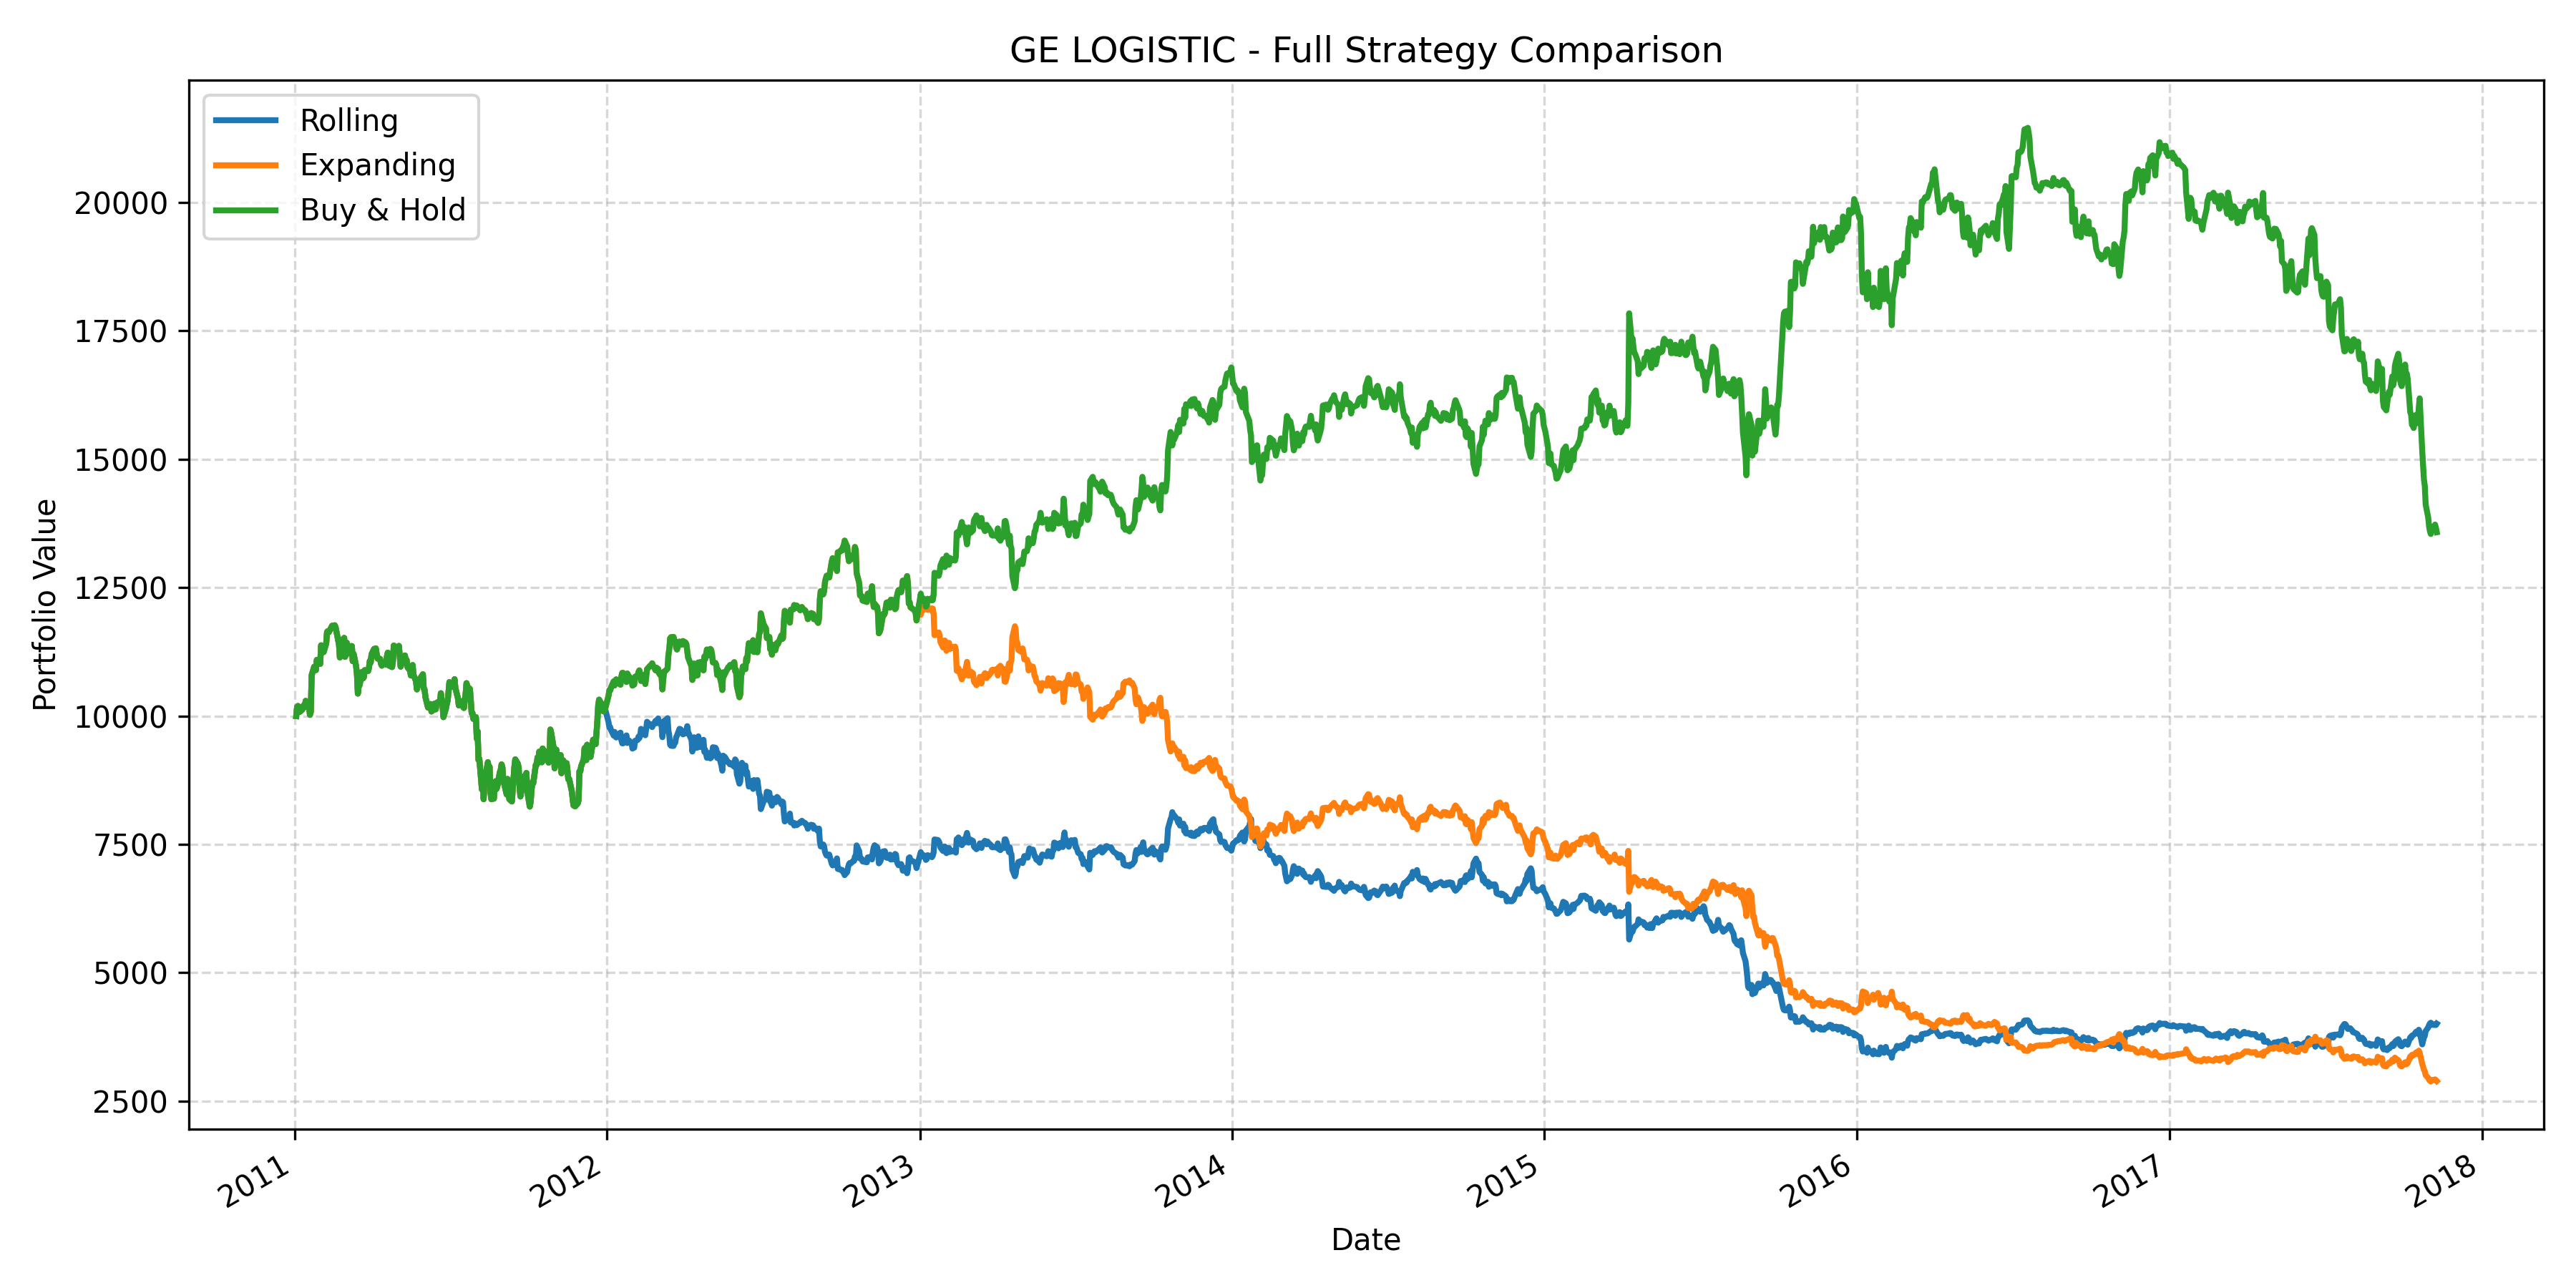 GE LOGISTIC - Full Strategy Comparison
Rolling
Expanding
Buy & Hold
Portfolio Value
20000
17500
15000
12500
10000
7500
5000
2500
2011
2012
2013
2014
2015
2016
2017
2018
Date